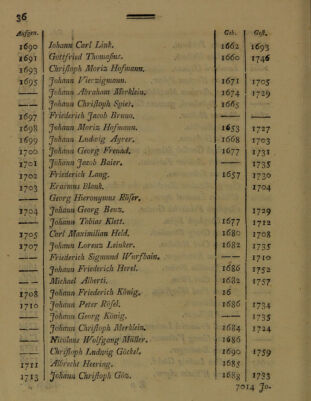 36
Aufgen. Geb. Gest.
1690 Johann Carl Link. 1662 1693
1691 Gottfried Thomasius. 1660 1746
1693 Christoph Moriz Hofmann.
1695 Johann Vierzigmann. 1671 1705
—— Johann Abraham Merklein. 1674 1729
—— Johann Christoph Spies. 1665 ——
1697 Friederich Jacob Bruno.
1698 Johann Moriz Hofmann. 1653 1727
1699 Johann Ludwig Aprer. 1668 1703
1700 Johann Georg Freund. 1677 1731
1701 Johann Jacob Baier. 1735
1702 Friederich Lang. 1657 1730
1703 Erasmus Blank. 1704
—— Georg Hieronymus Röser.
1704 Johann Georg Benz. 1729
—— Johann Tobias Klett. 1677 1712
1705 Carl Maximilian Held. 1680 1708
1707 Johann Lorenz Leinker. 1682 1735
—— Friederich Sigmund Wurfbain. —— 1710
—— Johann Friederich Herel. 1686 1752
—— Michael Alberti. 1682 1757
1708 Johann Friederich König. 16
1710 Johann Peter Rösel. 1686 1734
—— Johann Georg König. —— 1735
—— Johann Christoph Merklein. 1684 1724
—— Nicolaus Wolfgang Müller. 1686
—— Christoph Ludwig Göckel. 1690 1759
1711 Albrecht Heering. 1685
1713 Johann Christoph Göz. 1688 1733
Jo-